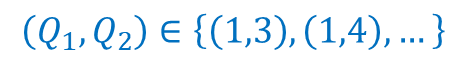 (Q₁, Q₂) ∈ {(1,3), (1,4), … }